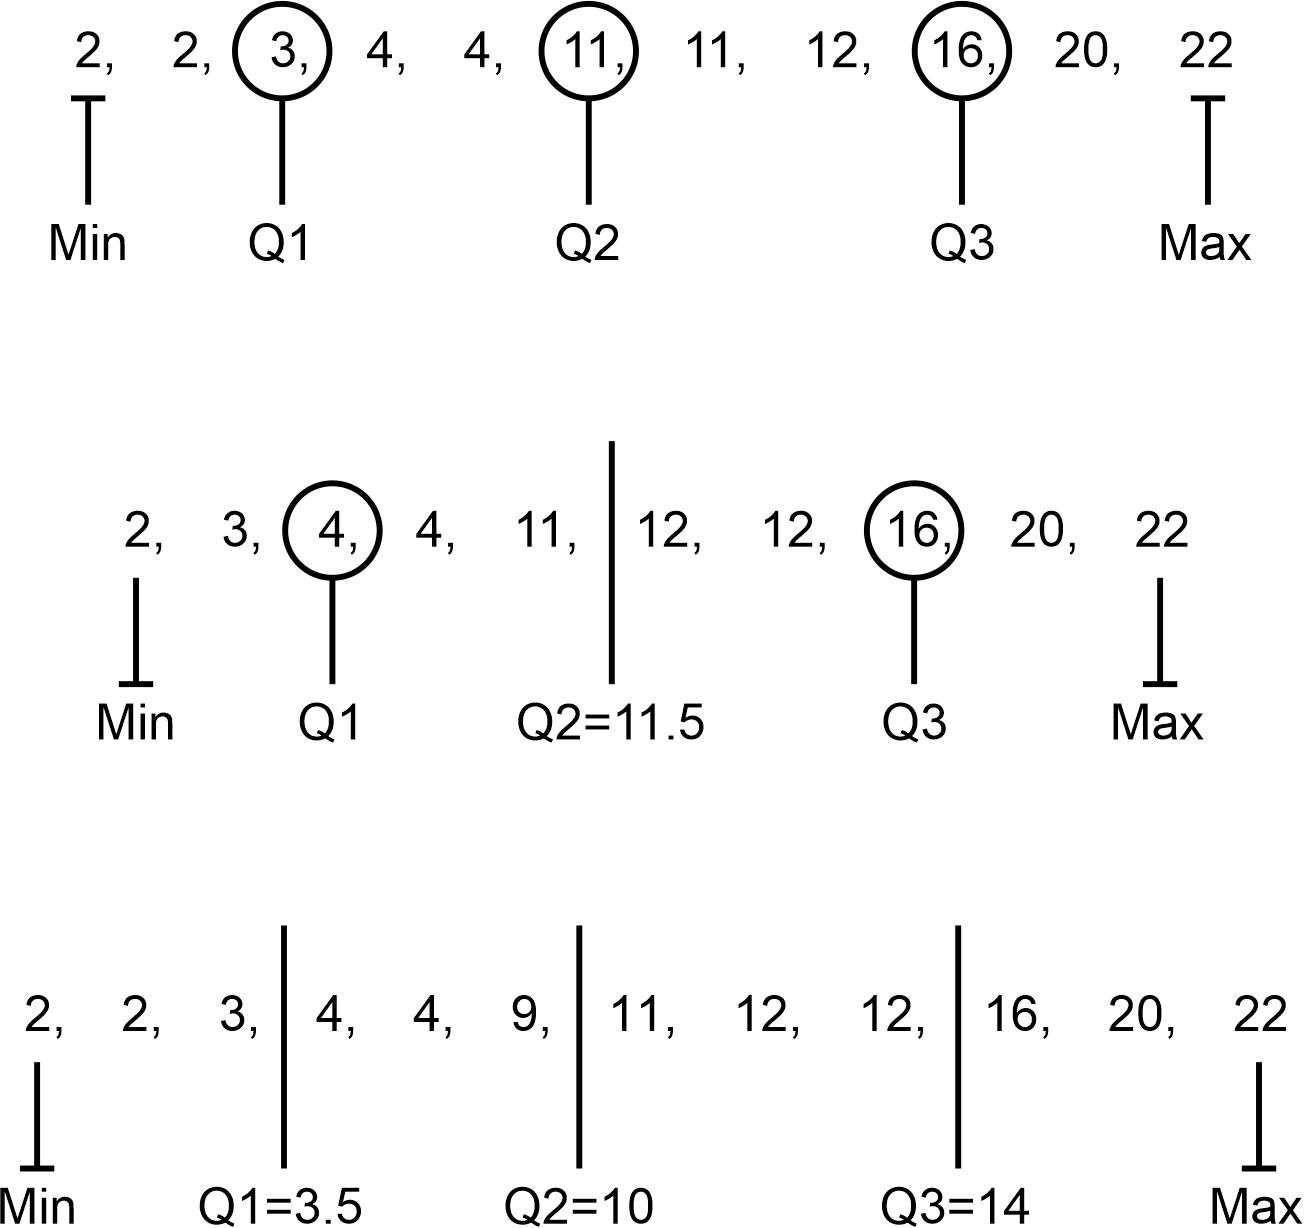 2, 2, 3, 4, 4, 11, 11, 12, 16, 20, 22
Min Q1 Q2 Q3 Max
2, 3, 4, 4, 11, 12, 12, 16, 20, 22
Min Q1 Q2=11.5 Q3 Max
2, 2, 3, 4, 4, 9, 11, 12, 12, 16, 20, 22
Min Q1=3.5 Q2=10 Q3=14 Max